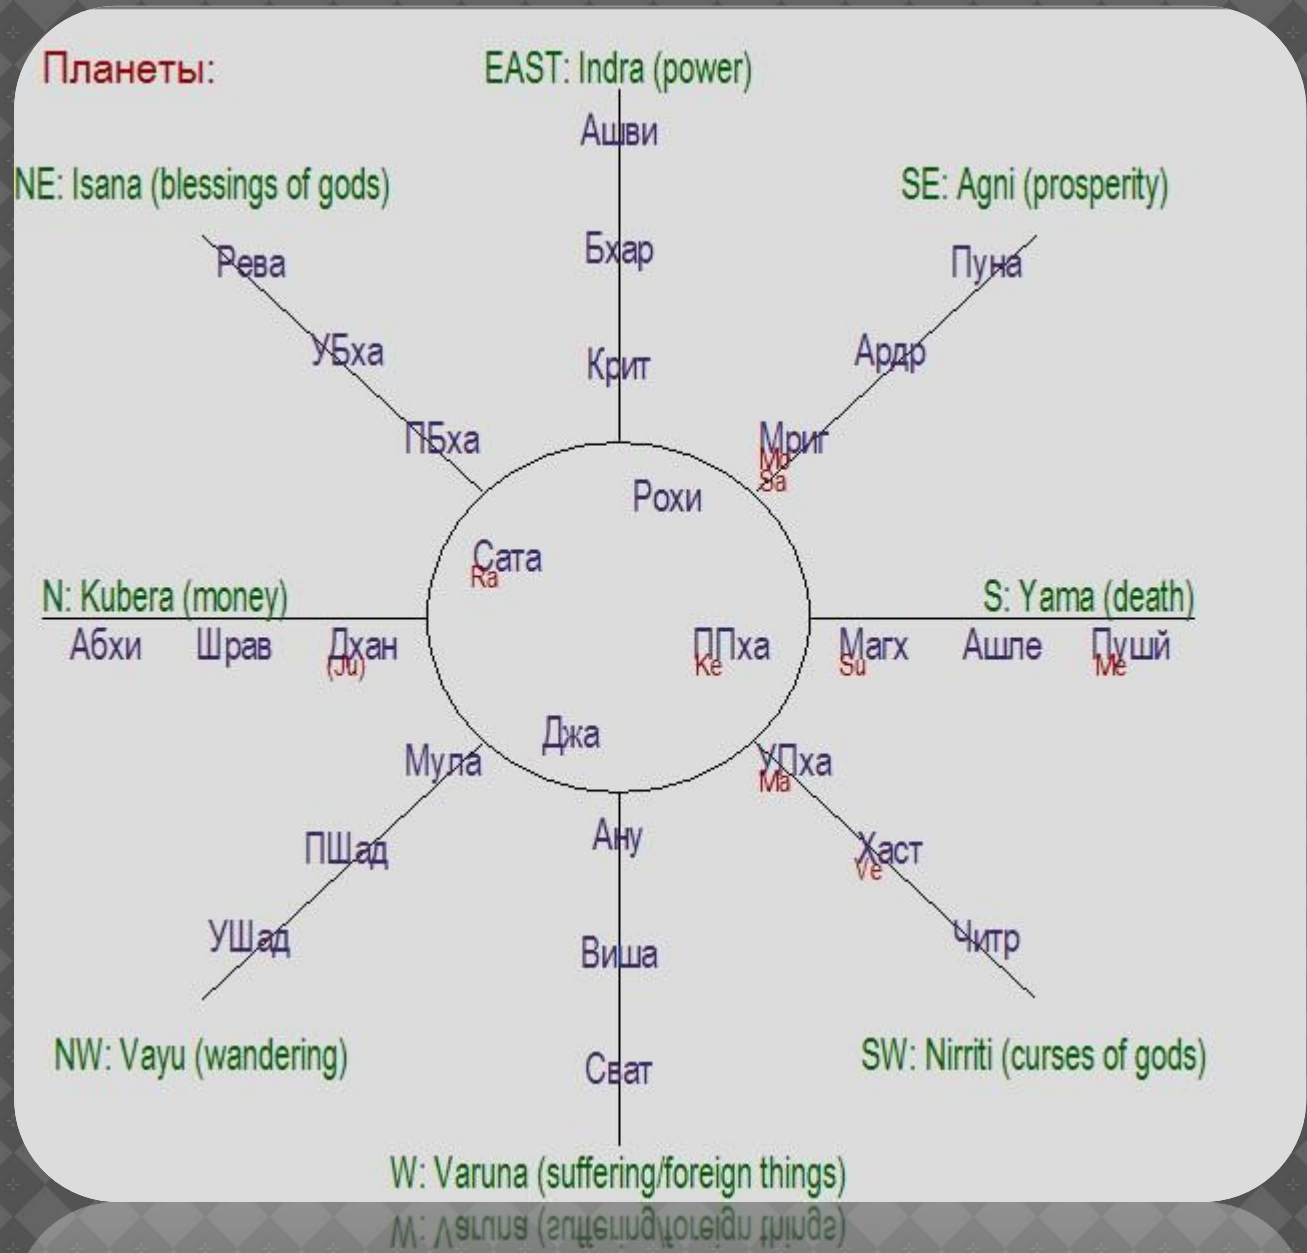 Планеты:
EAST: Indra (power)
Ашви
NE: Isana (blessings of gods)
SE: Agni (prosperity)
Рева
Бхар
Пуна
УБха
Крит
Ардр
ПБха
Мриг
Mo
Sa
Рохи
Сата
Ra
N: Kubera (money)
S: Yama (death)
Абхи Шрав Дхан
(Ju)
ППха
Ke
Магх Ашле Пушй
Su
Me
Джа
Мула
УПха
Ma
ПШад
Ану
Хаст
Ve
УШад
Виша
Читр
NW: Vayu (wandering)
Сват
SW: Nirriti (curses of gods)
W: Varuna (suffering/foreign things)